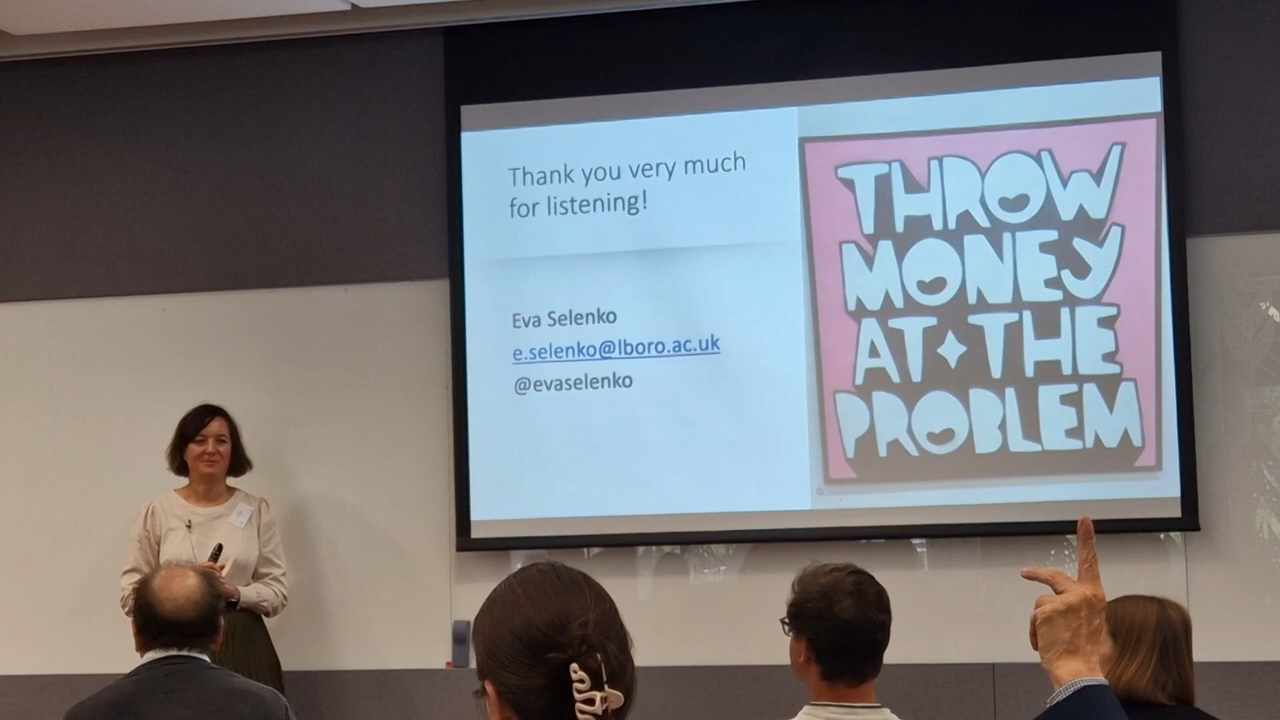 Thank you very much
for listening!
Eva Selenko
e.selenko@lboro.ac.uk
@evaselenko
THROW
MONEY
AT THE
PROBLEM